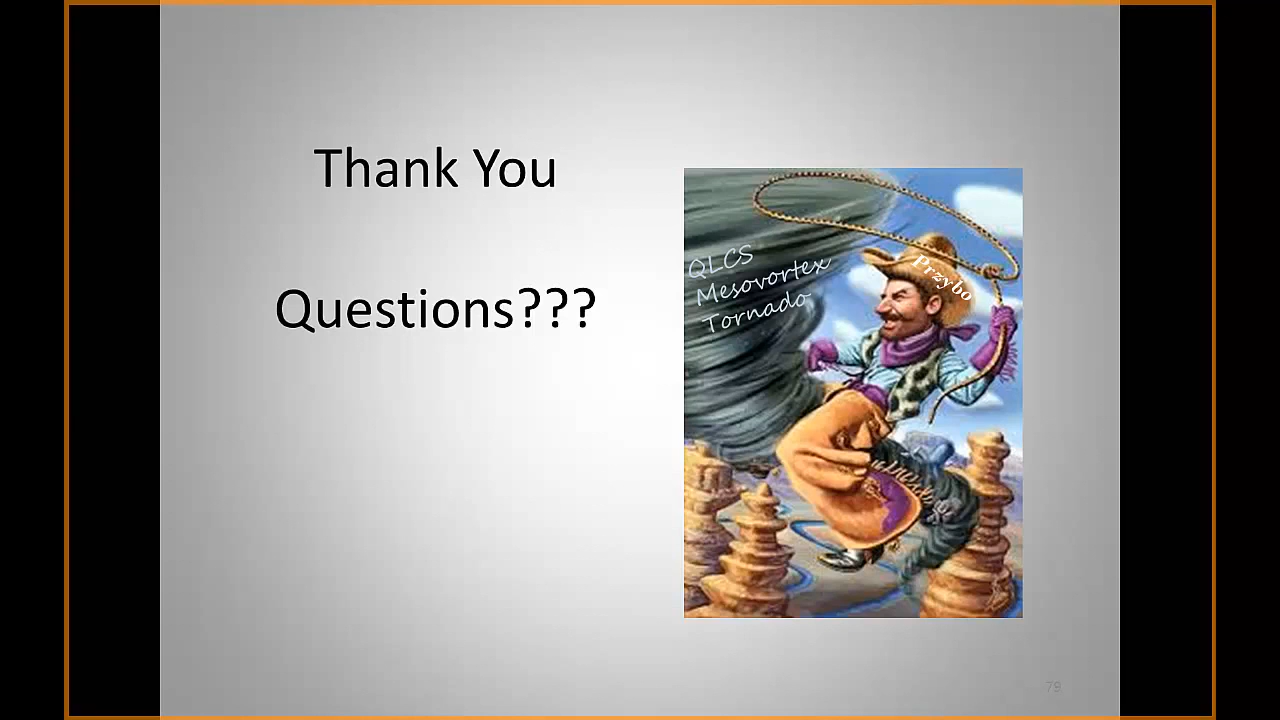 Thank You
Questions???
QLCS
Mesovortex
Tornado
Przybo
79